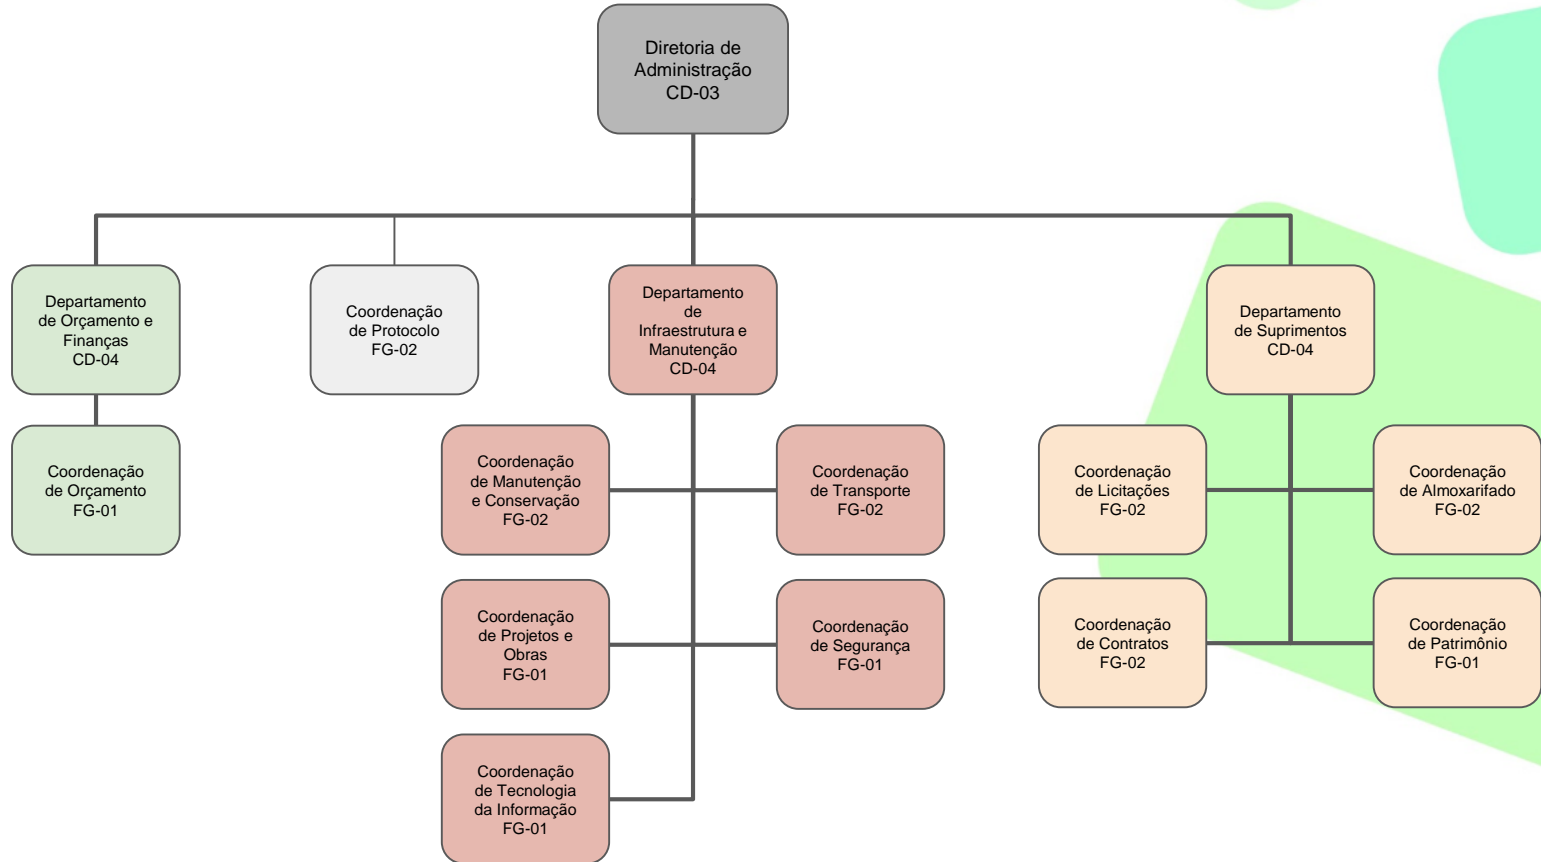 Diretoria de
Administração
CD-03
Departamento
de Orçamento e
Finanças
CD-04
Coordenação
de Protocolo
FG-02
Departamento
de
Infraestrutura e
Manutenção
CD-04
Departamento
de Suprimentos
CD-04
Coordenação
de Orçamento
FG-01
Coordenação
de Manutenção
e Conservação
FG-02
Coordenação
de Transporte
FG-02
Coordenação
de Licitações
FG-02
Coordenação
de Almoxarifado
FG-02
Coordenação
de Projetos e
Obras
FG-01
Coordenação
de Segurança
FG-01
Coordenação
de Contratos
FG-02
Coordenação
de Patrimônio
FG-01
Coordenação
de Tecnologia
da Informação
FG-01